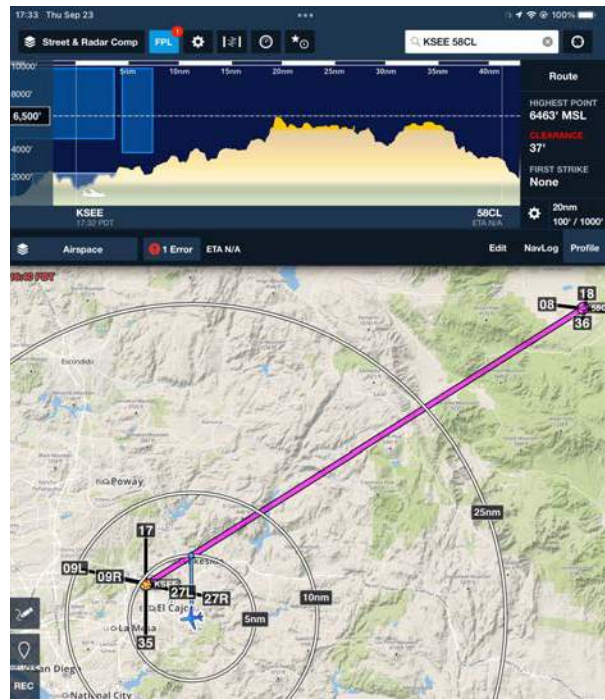 17:33 Thu Sep 23
100%
Street & Radar Comp
FPL
KSEE 58CL
10000'
8000'
6,500'
4000'
2000'
5nm 10nm 15nm 20nm 25nm 30nm 35nm 40nm
Route
HIGHEST POINT
6463' MSL
CLEARANCE
37'
FIRST STRIKE
None
20nm
100' / 1000'
KSEE
17:30 PDT
58CL
ETA N/A
Airspace
1 Error
ETA N/A
Edit
NavLog
Profile
18
08
36
Escondido
Poway
25nm
17
09L
09R
KSEE
27L
27R
10nm
El Cajo
5nm
La Mesa
35
San Diego
National City
REC